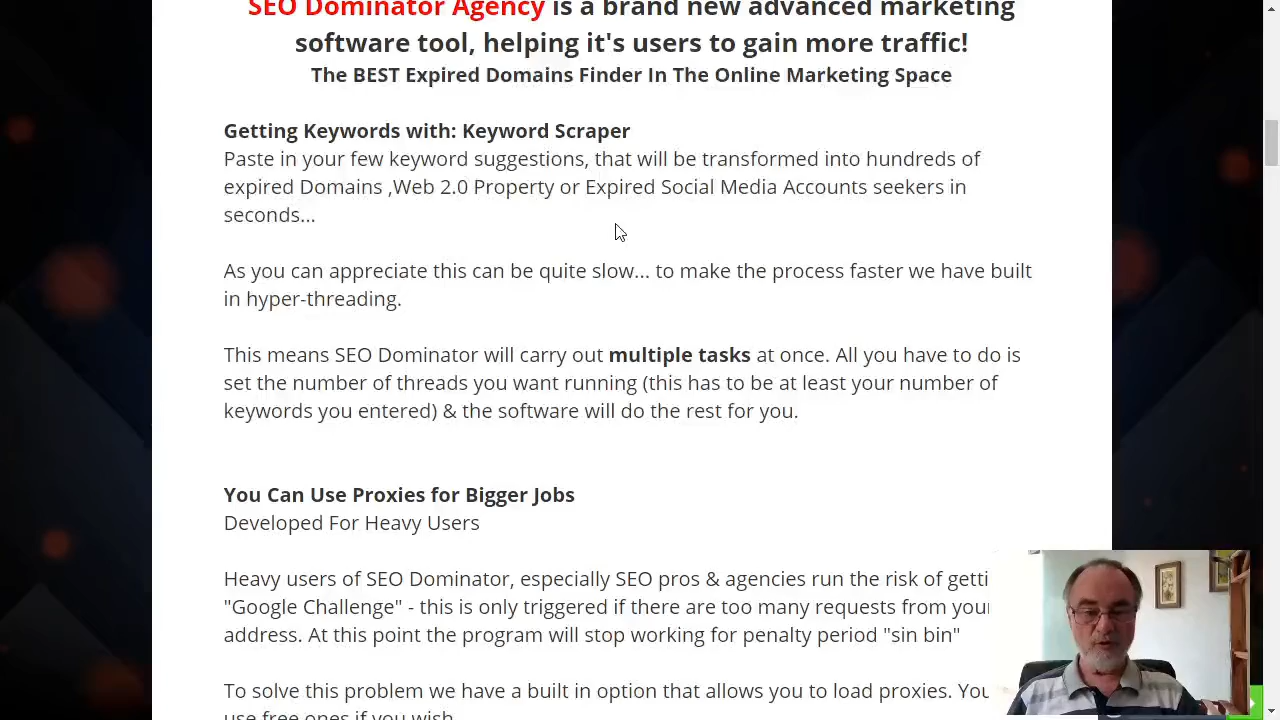 SEO Dominator Agency is a brand new advanced marketing
software tool, helping it's users to gain more traffic!
The BEST Expired Domains Finder In The Online Marketing Space
Getting Keywords with: Keyword Scraper
Paste in your few keyword suggestions, that will be transformed into hundreds of
expired Domains ,Web 2.0 Property or Expired Social Media Accounts seekers in
seconds...
As you can appreciate this can be quite slow... to make the process faster we have built
in hyper-threading.
This means SEO Dominator will carry out multiple tasks at once. All you have to do is
set the number of threads you want running (this has to be at least your number of
keywords you entered) & the software will do the rest for you.
You Can Use Proxies for Bigger Jobs
Developed For Heavy Users
Heavy users of SEO Dominator, especially SEO pros & agencies run the risk of getti
"Google Challenge" - this is only triggered if there are too many requests from your
address. At this point the program will stop working for penalty period "sin bin"
To solve this problem we have a built in option that allows you to load proxies. You
use free ones if you wish